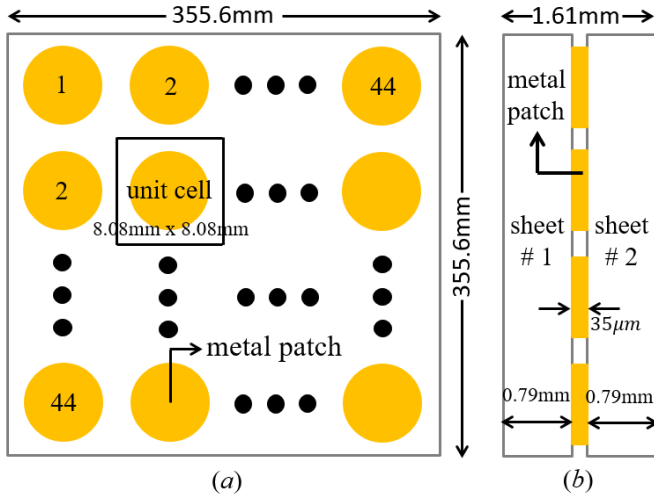 355.6mm
1.61mm
1
2
44
metal
patch
2
unit cell
8.08mm x 8.08mm
355.6mm
sheet
# 1
sheet
# 2
35μm
metal patch
44
0.79mm
0.79mm
(a)
(b)